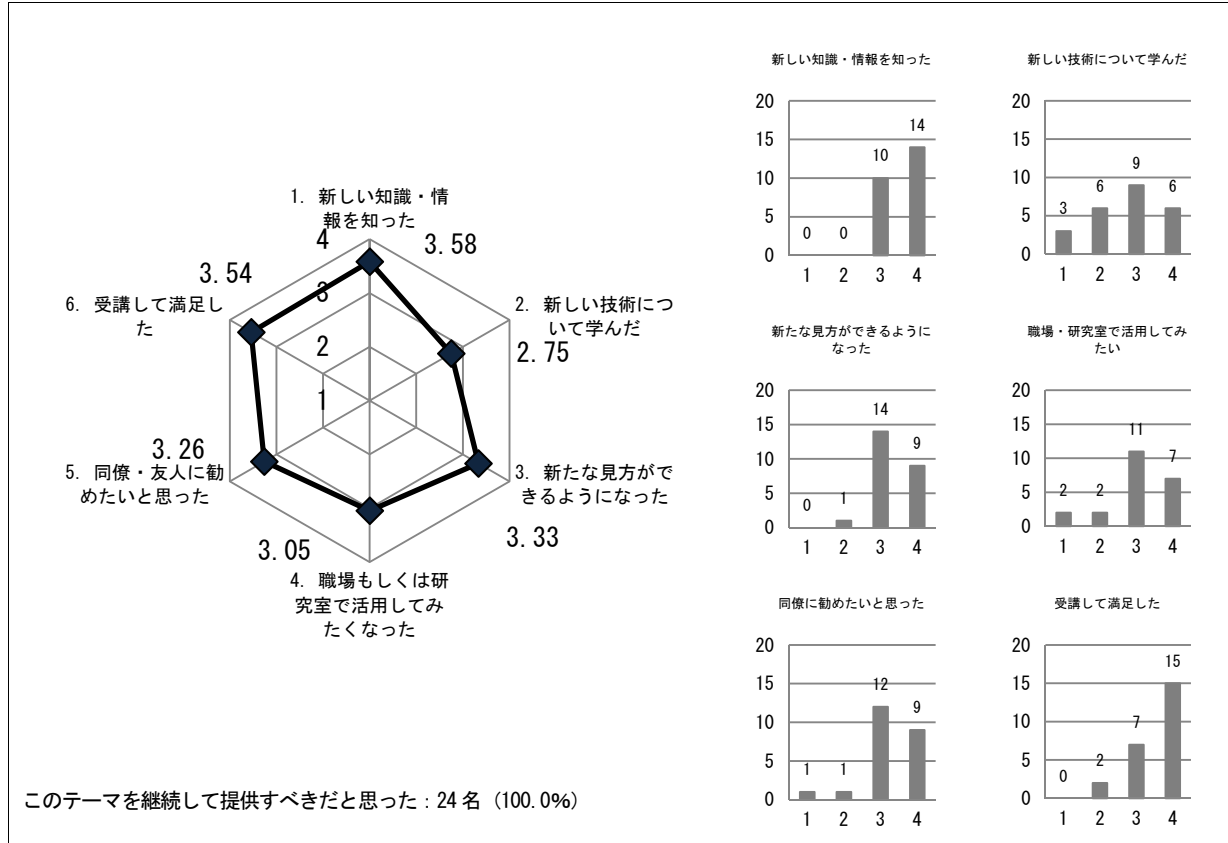 1. 新しい知識・情
報を知った
4
3.58
3.54
3
6. 受講して満足し
た
2. 新しい技術につ
いて学んだ
2
2.75
1
3.26
5. 同僚・友人に勧
めたいと思った
3. 新たな見方がで
きるようになった
3.33
3.05
4. 職場もしくは研
究室で活用してみ
たくなった
このテーマを継続して提供すべきだと思った：24名（100.0%）
新しい知識・情報を知った
20
15
10
5
0
0
0
10
14
1 2 3 4
新しい技術について学んだ
20
15
10
5
0
3
6
9
6
1 2 3 4
新たな見方ができるように
なった
20
15
10
5
0
0
1
14
9
1 2 3 4
職場・研究室で活用してみ
たい
20
15
10
5
0
2
2
11
7
1 2 3 4
同僚に勧めたいと思った
20
15
10
5
0
1
1
12
9
1 2 3 4
受講して満足した
20
15
10
5
0
0
2
7
15
1 2 3 4